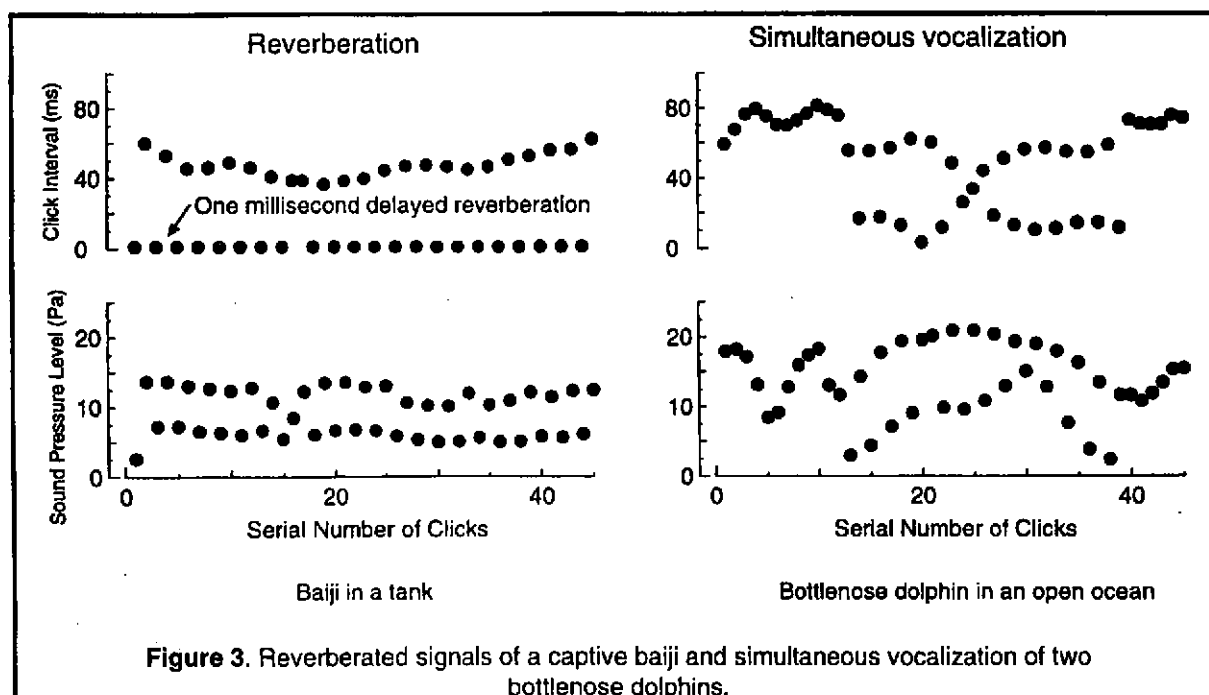 Reverberation
Simultaneous vocalization
Click Interval (ms)
80
40
0
One millisecond delayed reverberation
80
60
40
0
Sound Pressure Level (Pa)
20
10
0
20
10
0
0
20
40
0
20
40
Serial Number of Clicks
Serial Number of Clicks
Baiji in a tank
Bottlenose dolphin in an open ocean
Figure 3. Reverberated signals of a captive baiji and simultaneous vocalization of two
bottlenose dolphins.